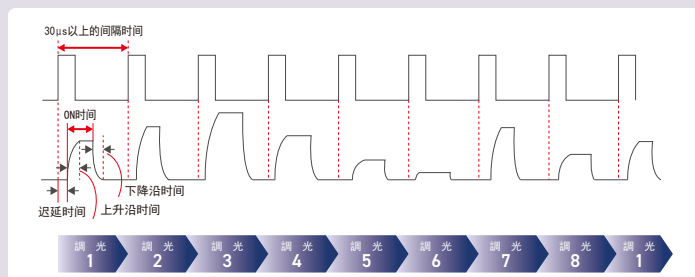 30μs以上的间隔时间
ON时间
下降沿时间
迟延时间
上升沿时间
調光 1
調光 2
調光 3
調光 4
調光 5
調光 6
調光 7
調光 8
調光 1